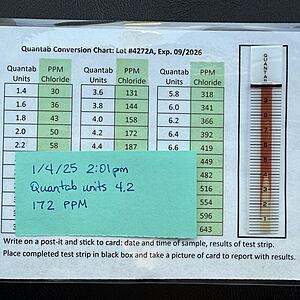 Quantab Conversion Chart: Lot #4272A, Exp. 09/2026
Quantab Units PPM Chloride Quantab Units PPM Chloride Quantab Units PPM Chloride
1.4 30 3.6 131 5.8 318
1.6 36 3.8 144 6.0 341
1.8 43 4.0 158 6.2 366
2.0 50 4.2 172 6.4 392
2.2 58 4.4 187 6.6 419
449
482
516
554
596
643
1/4/25 2:01pm
Quantab units 4.2
172 PPM
Write on a post-it and stick to card: date and time of sample, results of test strip.
Place completed test strip in black box and take a picture of card to report with results.
QUANTAB